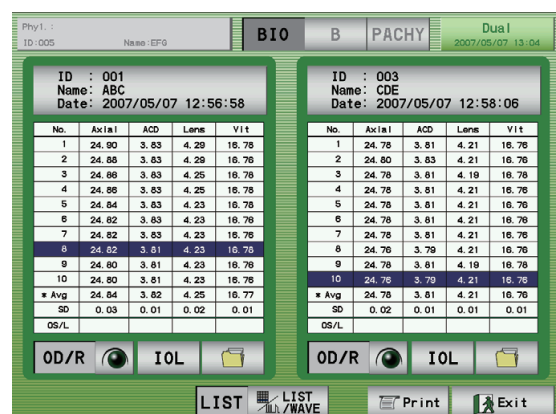 Phy1. :
ID:005 Name:EFG
BIO B PACHY
Dual
2007/05/07 13:04
ID : 001
Name: ABC
Date: 2007/05/07 12:56:58
No. Axial ACD Lens Vit
1 24.90 3.83 4.29 16.78
2 24.88 3.83 4.29 16.76
3 24.86 3.83 4.25 16.78
4 24.86 3.83 4.25 16.78
5 24.84 3.83 4.23 16.78
6 24.82 3.83 4.23 16.76
7 24.82 3.83 4.23 16.76
8 24.82 3.81 4.23 16.78
9 24.80 3.81 4.23 16.76
10 24.80 3.81 4.23 16.76
* Avg 24.84 3.82 4.25 16.77
SD 0.03 0.01 0.02 0.01
OS/L
OD/R IOL
ID : 003
Name: CDE
Date: 2007/05/07 12:58:06
No. Axial ACD Lens Vit
1 24.78 3.81 4.21 16.76
2 24.80 3.83 4.21 16.76
3 24.78 3.81 4.19 16.78
4 24.78 3.81 4.21 16.76
5 24.78 3.81 4.21 16.76
6 24.78 3.81 4.21 16.76
7 24.78 3.81 4.21 16.76
8 24.76 3.79 4.21 16.76
9 24.78 3.81 4.19 16.78
10 24.76 3.79 4.21 16.76
* Avg 24.78 3.81 4.21 16.76
SD 0.02 0.01 0.01 0.01
OS/L
OD/R IOL
LIST LIST/WAVE Print Exit